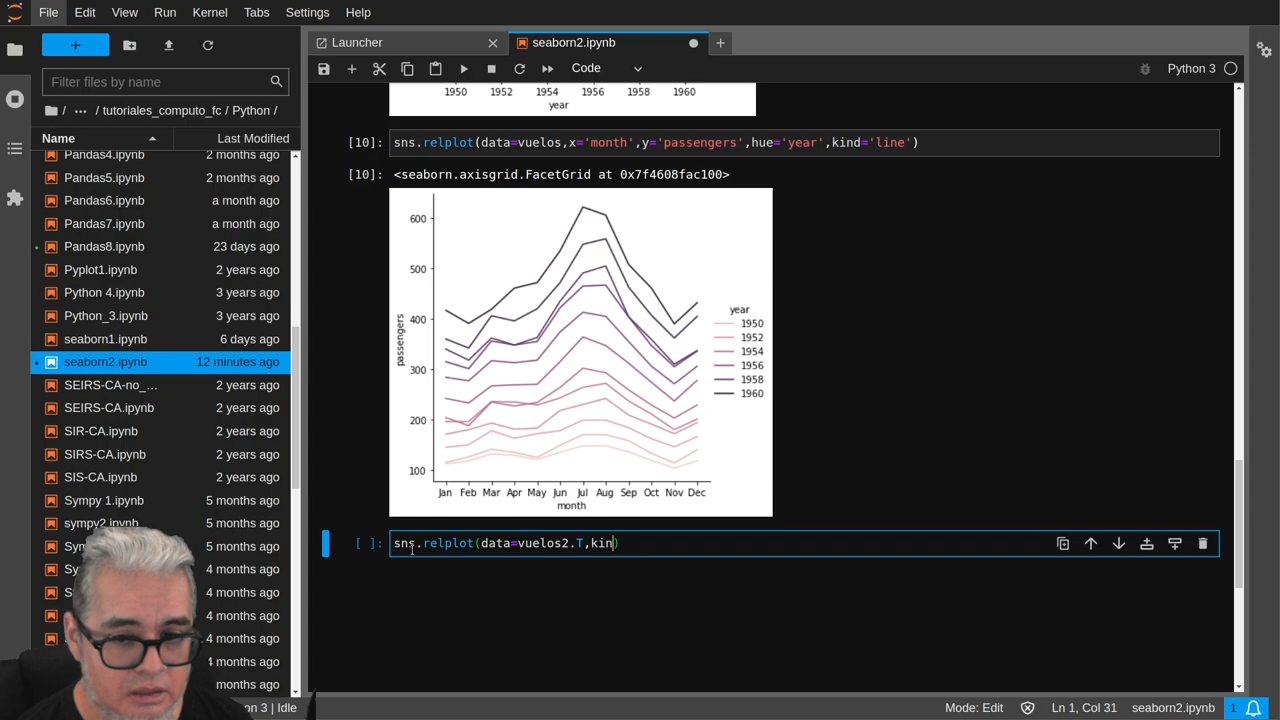 File Edit View Run Kernel Tabs Settings Help
Launcher
seaborn2.ipynb
Filter files by name
/ ... / tutoriales_computo_fc / Python /
Code
Python 3
Name Last Modified
Pandas4.ipynb 2 months ago
Pandas5.ipynb 2 months ago
Pandas6.ipynb a month ago
Pandas7.ipynb a month ago
Pandas8.ipynb 23 days ago
Pyplot1.ipynb 2 years ago
Python 4.ipynb 3 years ago
Python_3.ipynb 3 years ago
seaborn1.ipynb 6 days ago
seaborn2.ipynb 12 minutes ago
SEIRS-CA-no_... 2 years ago
SEIRS-CA.ipynb 2 years ago
SIR-CA.ipynb 2 years ago
SIRS-CA.ipynb 2 years ago
SIS-CA.ipynb 2 years ago
Sympy 1.ipynb 5 months ago
sympy2.ipynb 5 months ago
5 months ago
4 months ago
4 months ago
4 months ago
4 months ago
4 months ago
months ago
1950 1952 1954 1956 1958 1960
year
[10]: sns.relplot(data=vuelos,x='month',y='passengers',hue='year',kind='line')
[10]: <seaborn.axisgrid.FacetGrid at 0x7f4608fac100>
600
500
400
300
200
100
passengers
Jan Feb Mar Apr May Jun Jul Aug Sep Oct Nov Dec
month
year
1950
1952
1954
1956
1958
1960
[ ]: sns.relplot(data=vuelos2.T,kin)
on 3 | Idle
Mode: Edit
Ln 1, Col 31
seaborn2.ipynb
1